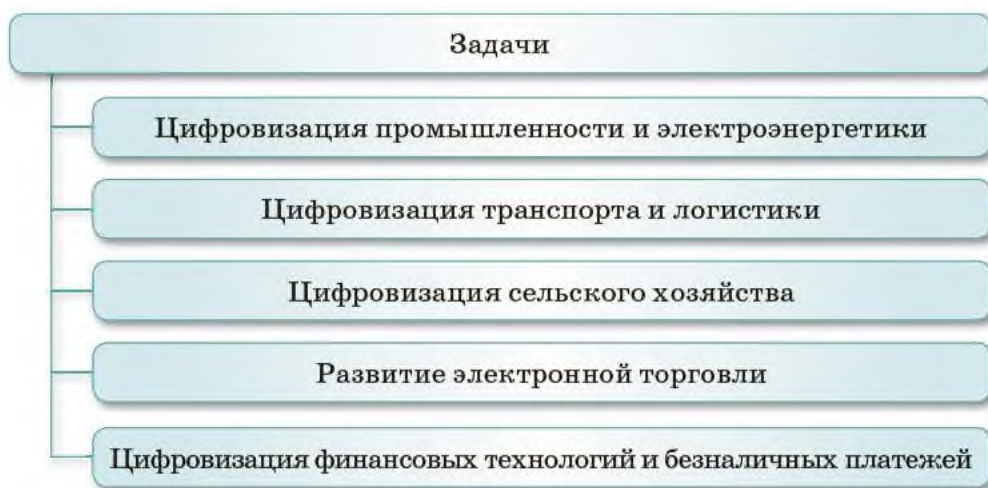 Задачи
Цифровизация промышленности и электроэнергетики
Цифровизация транспорта и логистики
Цифровизация сельского хозяйства
Развитие электронной торговли
Цифровизация финансовых технологий и безналичных платежей